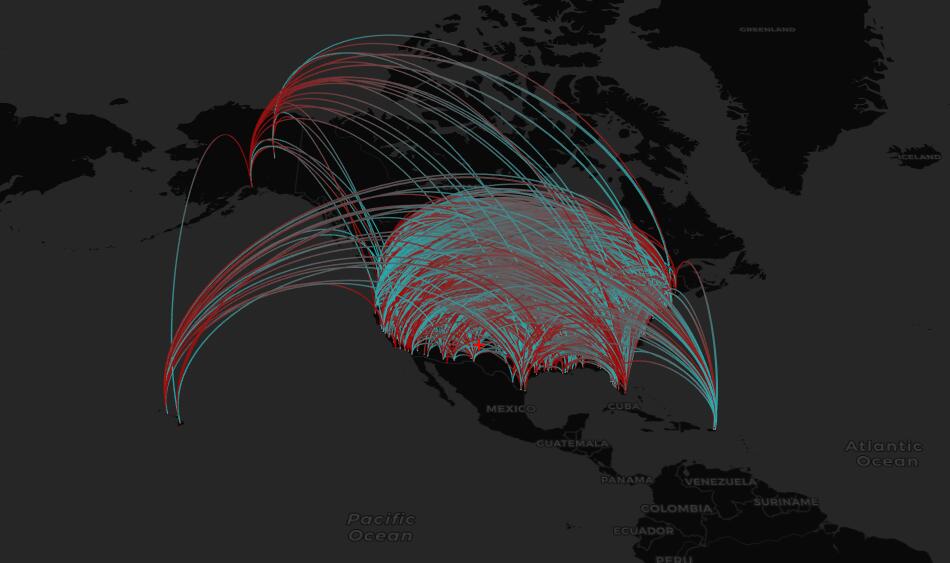 GREENLAND
ICELAND
MEXICO
CUBA
GUATEMALA
Atlantic
Ocean
PANAMA
VENEZUELA
SURINAME
COLOMBIA
Pacific
Ocean
ECUADOR
PERU